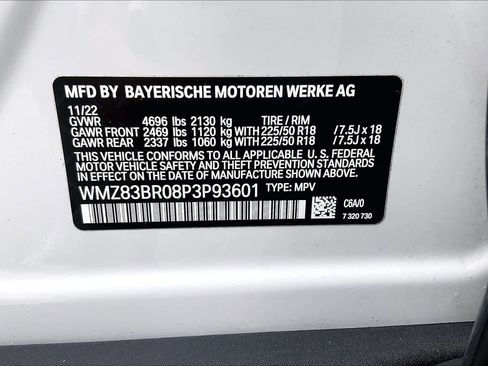 MFD BY BAYERISCHE MOTOREN WERKE AG
11/22
GVWR 4696 lbs 2130 kg TIRE / RIM
GAWR FRONT 2469 lbs 1120 kg WITH 225/50 R18 /7.5J x 18
GAWR REAR 2337 lbs 1060 kg WITH 225/50 R18 /7.5J x 18
THIS VEHICLE CONFORMS TO ALL APPLICABLE U.S. FEDERAL
MOTOR VEHICLE SAFETY AND THEFT PREVENTION STANDARDS
IN EFFECT ON THE DATE OF MANUFACTURE SHOWN ABOVE.
WMZ83BR08P3P93601 TYPE: MPV
C6A/0
7 320 730